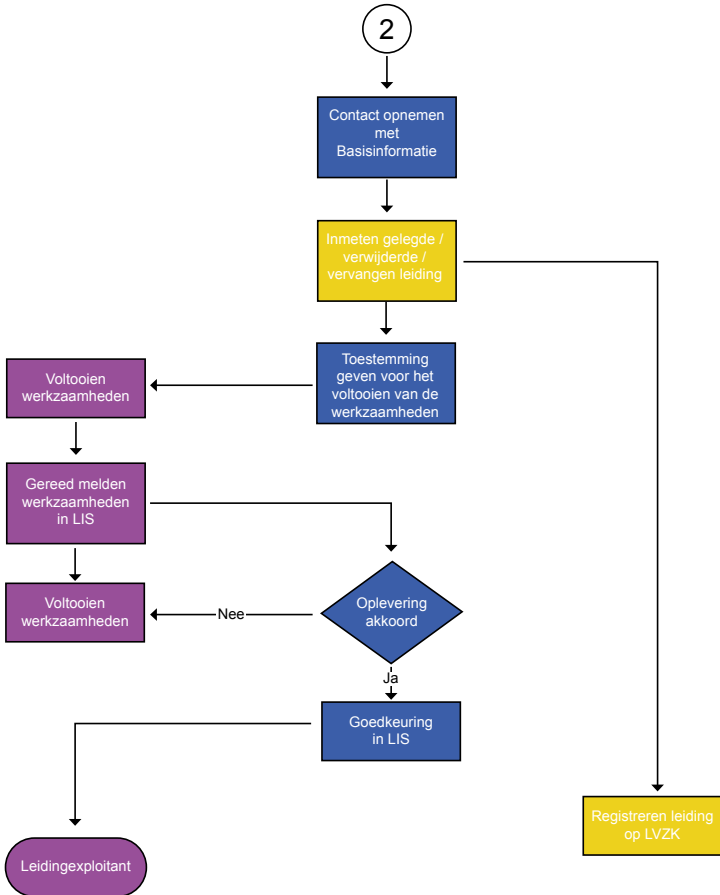 2
Contact opnemen
met
Basisinformatie
Inmeten gelegde /
verwijderde /
vervangen leiding
Toestemming
geven voor het
voltooien van de
werkzaamheden
Voltooien
werkzaamheden
Gereed melden
werkzaamheden
in LIS
Voltooien
werkzaamheden
Nee
Oplevering
akkoord
Ja
Goedkeuring
in LIS
Registreren leiding
op LVZK
Leidingexploitant